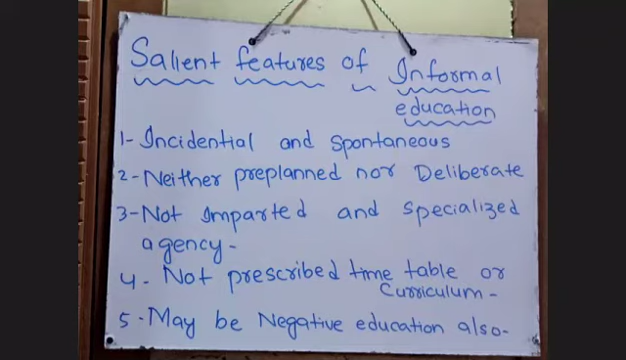 Salient features of Informal
education
1- Incidential and Spontaneous
2- Neither preplanned nor Deliberate
3- Not Imparted and specialized
agency-
4- Not prescribed time table or
Curriculum-
5- May be Negative education also-